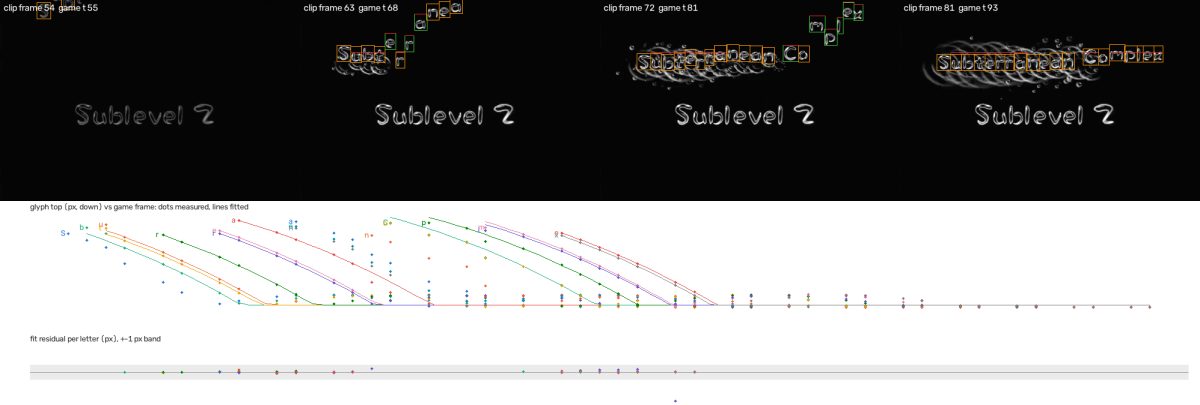 clip frame 54 game t 55
clip frame 63 game t 68
clip frame 72 game t 81
clip frame 81 game t 93
Subterranean Co
Subterranean Complex
Sublevel 2
Sublevel 2
Sublevel 2
Sublevel 2
glyph top (px, down) vs game frame: dots measured, lines fitted
fit residual per letter (px), +-1 px band